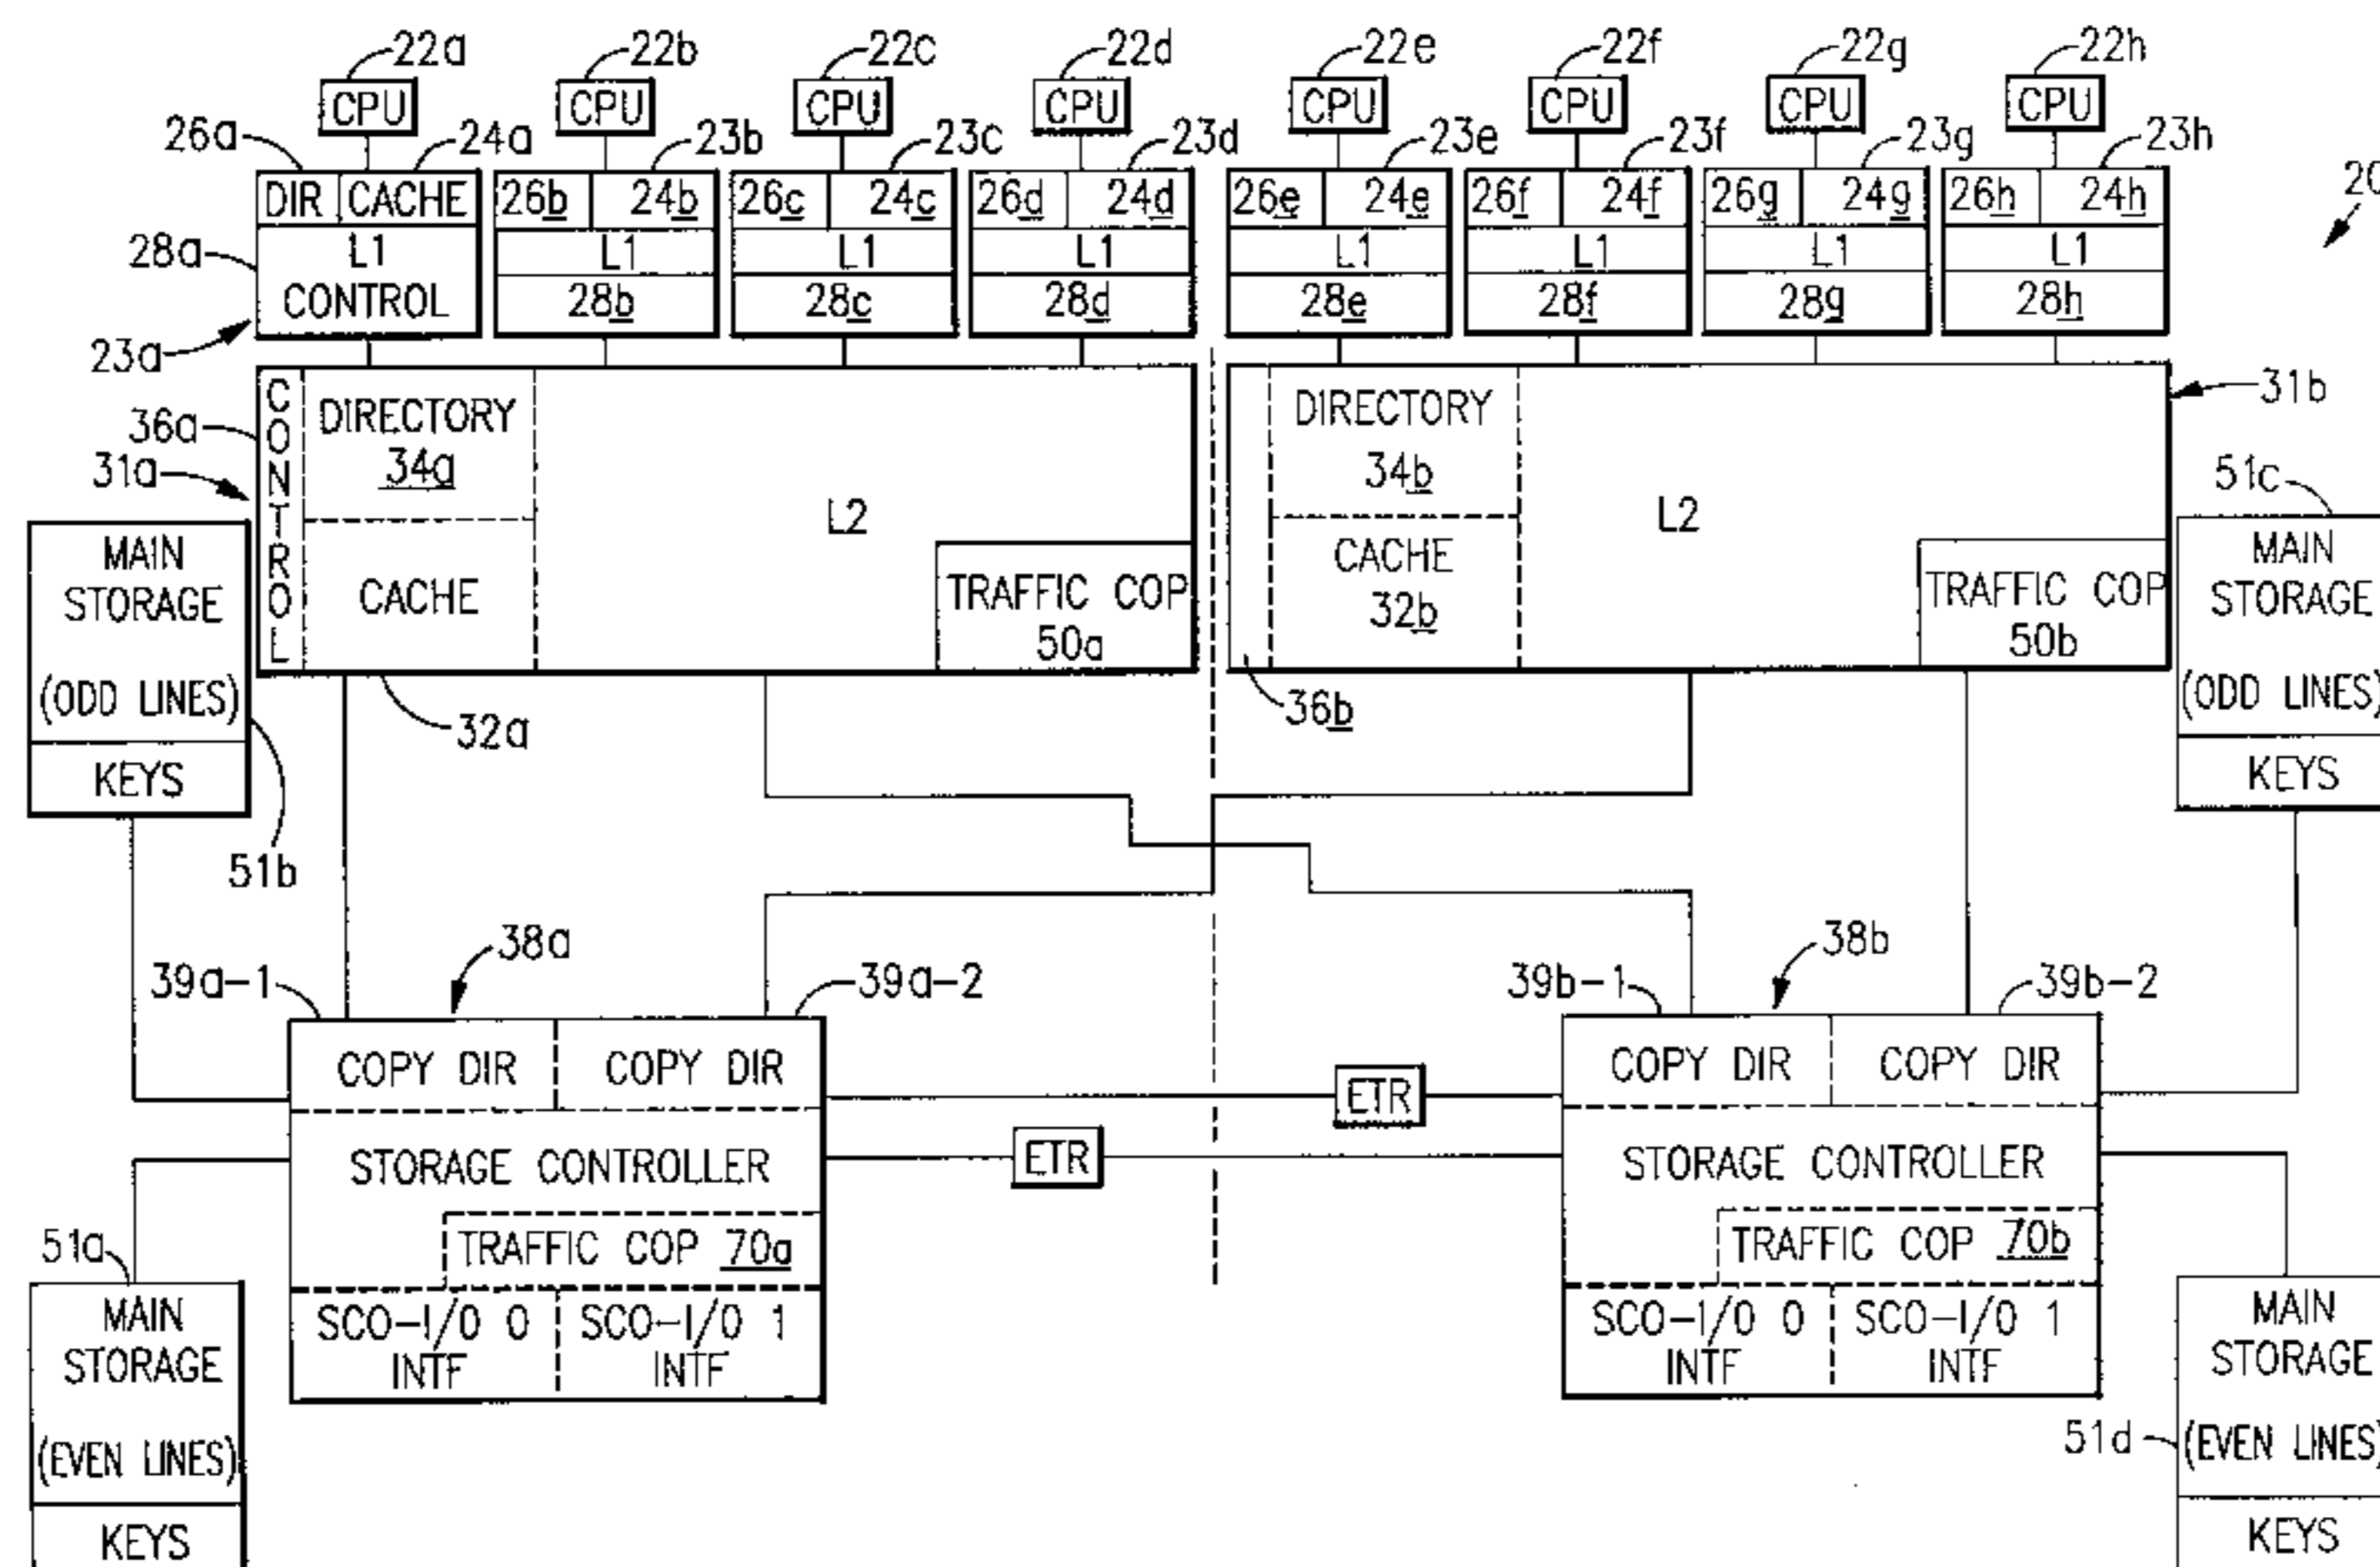 22a 22b 22c 22d 22e 22f 22g 22h
CPU CPU CPU CPU CPU CPU CPU CPU
26a 24a 23b 23c 23d 23e 23f 23g 23h
20
DIR CACHE 26b 24b 26c 24c 26d 24d 26e 24e 26f 24f 26g 24g 26h 24h
28a L1 L1 L1 L1 L1 L1 L1 L1
CONTROL 28b 28c 28d 28e 28f 28g 28h
23a
CONTROL
36a
31a
DIRECTORY
34a
CACHE
L2
TRAFFIC COP
50a
32a
DIRECTORY
34b
CACHE
32b
L2
TRAFFIC COP
50b
31b
36b
MAIN
STORAGE
(ODD LINES)
KEYS
51b
51c
MAIN
STORAGE
(ODD LINES)
KEYS
38a
39a-1 39a-2
COPY DIR COPY DIR
STORAGE CONTROLLER
TRAFFIC COP 70a
SCO-I/O 0 SCO-I/O 1
INTF INTF
ETR
ETR
38b
39b-1 39b-2
COPY DIR COPY DIR
STORAGE CONTROLLER
TRAFFIC COP 70b
SCO-I/O 0 SCO-I/O 1
INTF INTF
51a
MAIN
STORAGE
(EVEN LINES)
KEYS
MAIN
STORAGE
51d (EVEN LINES)
KEYS